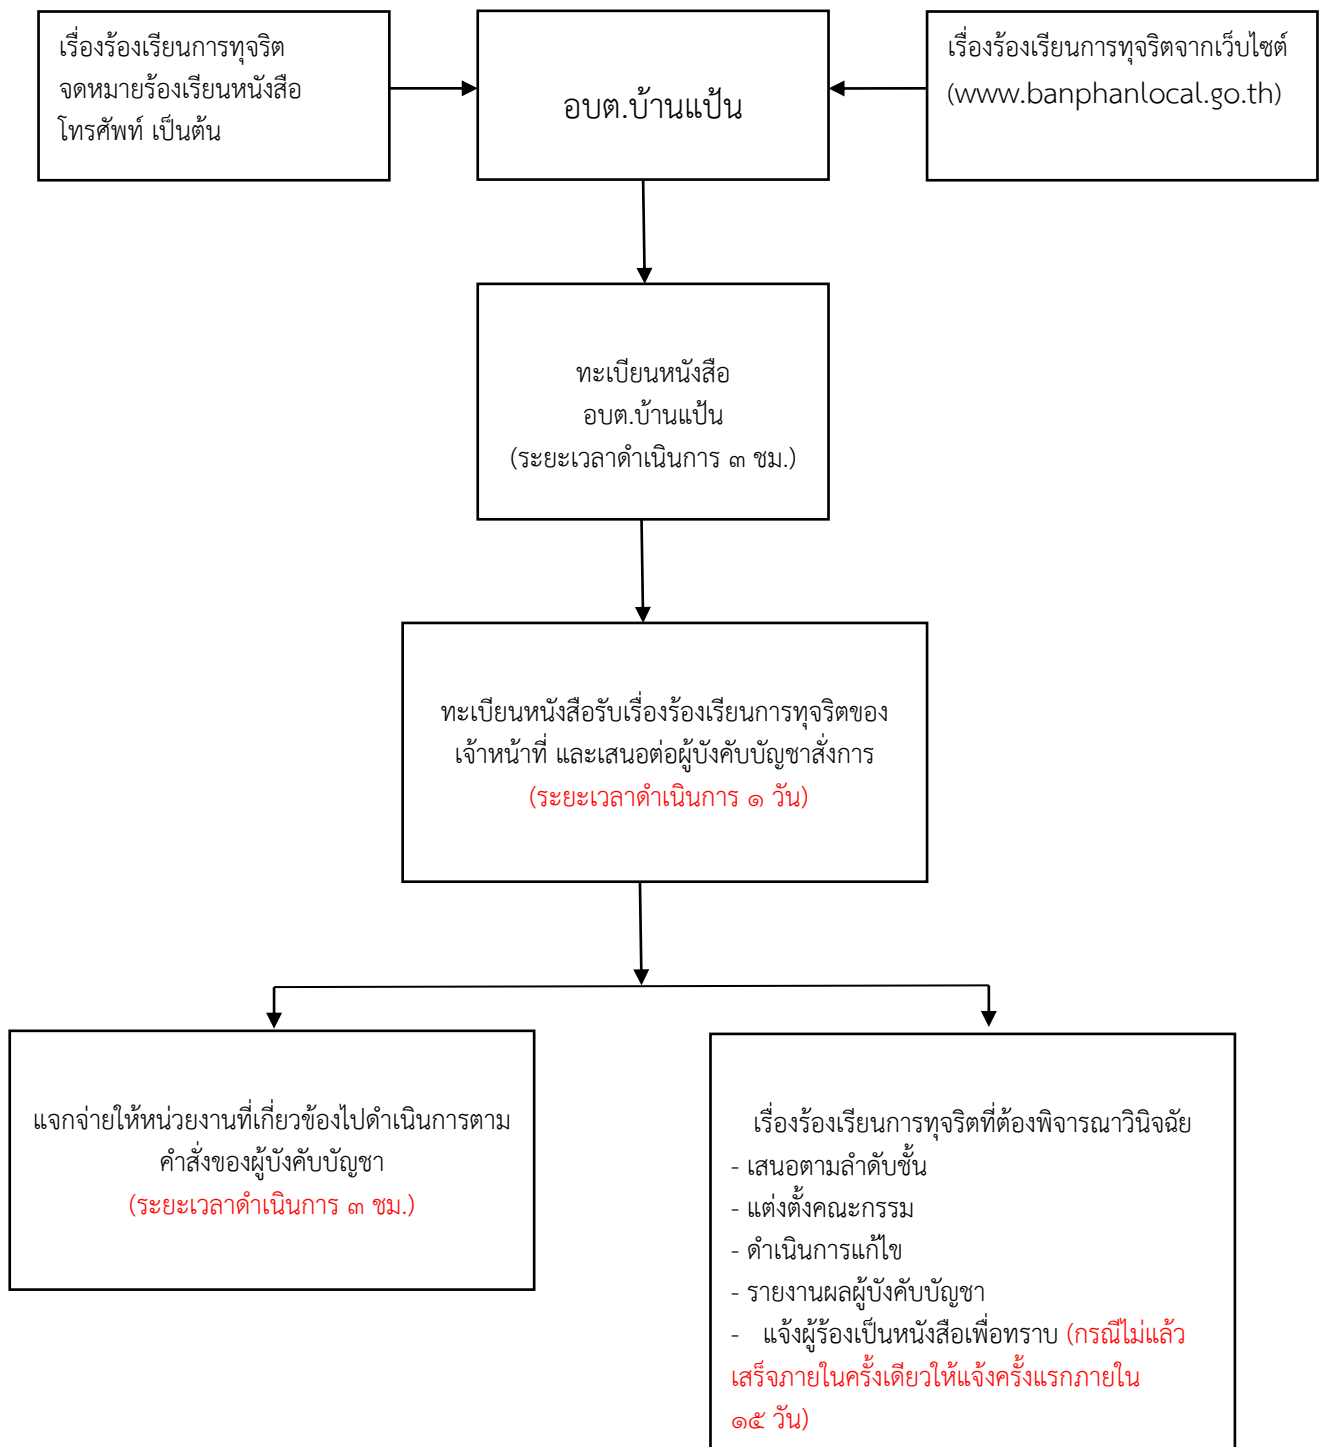 เรื่องร้องเรียนการทุจริต
จดหมายร้องเรียนหนังสือ
โทรศัพท์ เป็นต้น
อบต.บ้านแป้น
เรื่องร้องเรียนการทุจริตจากเว็บไซต์
(www.banphanlocal.go.th)
ทะเบียนหนังสือ
อบต.บ้านแป้น
(ระยะเวลาดำเนินการ ๓ ชม.)
ทะเบียนหนังสือรับเรื่องร้องเรียนการทุจริตของ
เจ้าหน้าที่ และเสนอต่อผู้บังคับบัญชาสั่งการ
(ระยะเวลาดำเนินการ ๑ วัน)
แจกจ่ายให้หน่วยงานที่เกี่ยวข้องไปดำเนินการตาม
คำสั่งของผู้บังคับบัญชา
(ระยะเวลาดำเนินการ ๓ ชม.)
เรื่องร้องเรียนการทุจริตที่ต้องพิจารณาวินิจฉัย
- เสนอตามลำดับชั้น
- แต่งตั้งคณะกรรม
- ดำเนินการแก้ไข
- รายงานผลผู้บังคับบัญชา
- แจ้งผู้ร้องเป็นหนังสือเพื่อทราบ (กรณีไม่แล้ว
เสร็จภายในครั้งเดียวให้แจ้งครั้งแรกภายใน
๑๕ วัน)